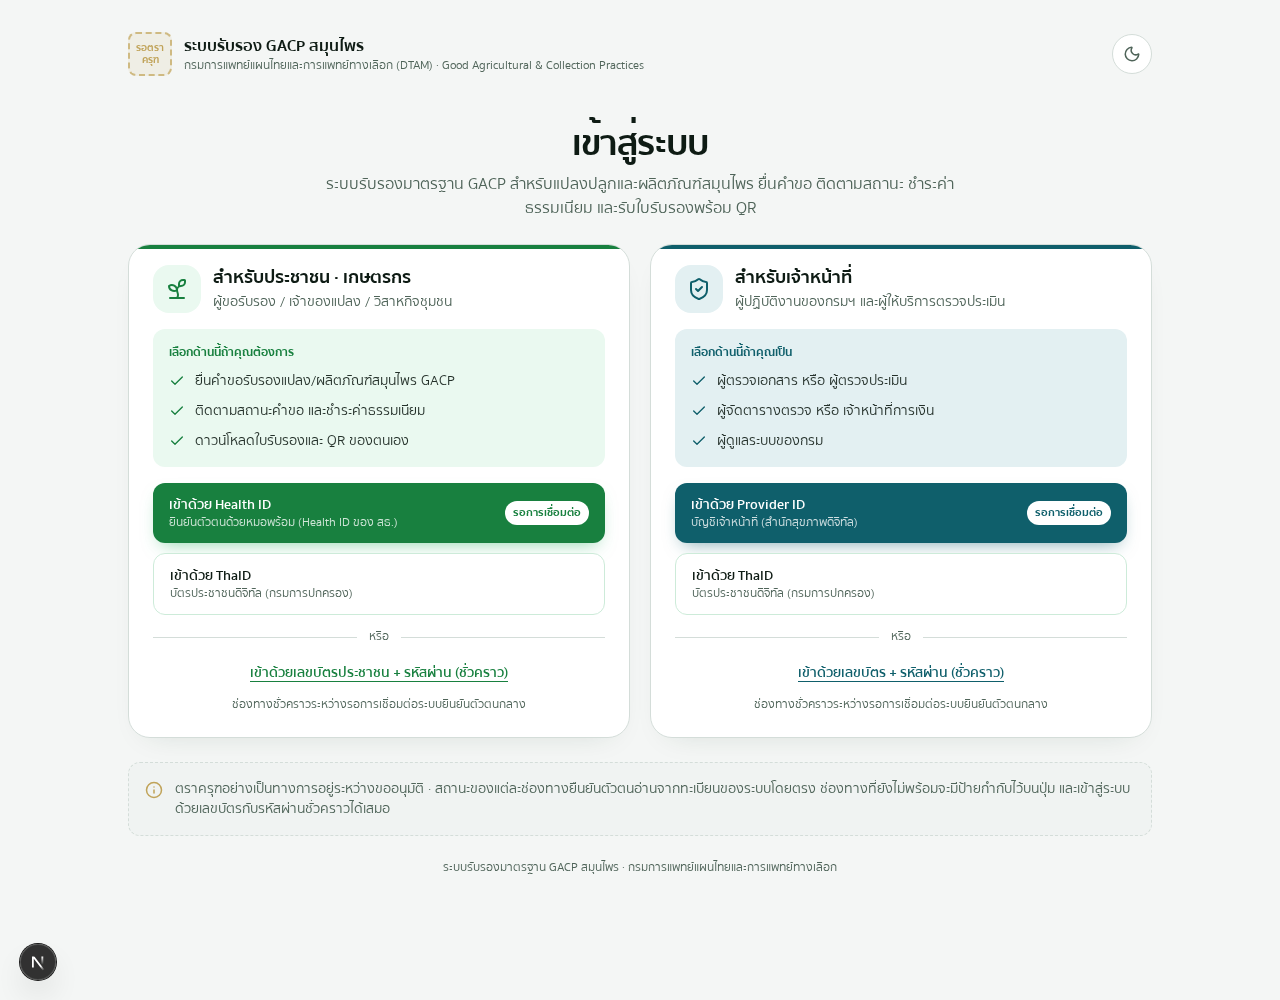 รอตรา
ครุฑ
ระบบรับรอง GACP สมุนไพร
กรมการแพทย์แผนไทยและการแพทย์ทางเลือก (DTAM) · Good Agricultural & Collection Practices
เข้าสู่ระบบ
ระบบรับรองมาตรฐาน GACP สำหรับแปลงปลูกและผลิตภัณฑ์สมุนไพร ยื่นคำขอ ติดตามสถานะ ชำระค่า
ธรรมเนียม และรับใบรับรองพร้อม QR
สำหรับประชาชน · เกษตรกร
ผู้ขอรับรอง / เจ้าของแปลง / วิสาหกิจชุมชน
เลือกด้านนี้ถ้าคุณต้องการ
ยื่นคำขอรับรองแปลง/ผลิตภัณฑ์สมุนไพร GACP
ติดตามสถานะคำขอ และชำระค่าธรรมเนียม
ดาวน์โหลดใบรับรองและ QR ของตนเอง
เข้าด้วย Health ID
ยืนยันตัวตนด้วยหมอพร้อม (Health ID ของ สธ.)
รอการเชื่อมต่อ
เข้าด้วย ThaID
บัตรประชาชนดิจิทัล (กรมการปกครอง)
หรือ
เข้าด้วยเลขบัตรประชาชน + รหัสผ่าน (ชั่วคราว)
ช่องทางชั่วคราวระหว่างรอการเชื่อมต่อระบบยืนยันตัวตนกลาง
สำหรับเจ้าหน้าที่
ผู้ปฏิบัติงานของกรมฯ และผู้ให้บริการตรวจประเมิน
เลือกด้านนี้ถ้าคุณเป็น
ผู้ตรวจเอกสาร หรือ ผู้ตรวจประเมิน
ผู้จัดตารางตรวจ หรือ เจ้าหน้าที่การเงิน
ผู้ดูแลระบบของกรม
เข้าด้วย Provider ID
บัญชีเจ้าหน้าที่ (สำนักสุขภาพดิจิทัล)
รอการเชื่อมต่อ
เข้าด้วย ThaID
บัตรประชาชนดิจิทัล (กรมการปกครอง)
หรือ
เข้าด้วยเลขบัตร + รหัสผ่าน (ชั่วคราว)
ช่องทางชั่วคราวระหว่างรอการเชื่อมต่อระบบยืนยันตัวตนกลาง
ตราครุฑอย่างเป็นทางการอยู่ระหว่างขออนุมัติ · สถานะของแต่ละช่องทางยืนยันตัวตนอ่านจากทะเบียนของระบบโดยตรง ช่องทางที่ยังไม่พร้อมจะมีป้ายกำกับไว้บนปุ่ม และเข้าสู่ระบบ
ด้วยเลขบัตรกับรหัสผ่านชั่วคราวได้เสมอ
ระบบรับรองมาตรฐาน GACP สมุนไพร · กรมการแพทย์แผนไทยและการแพทย์ทางเลือก
N